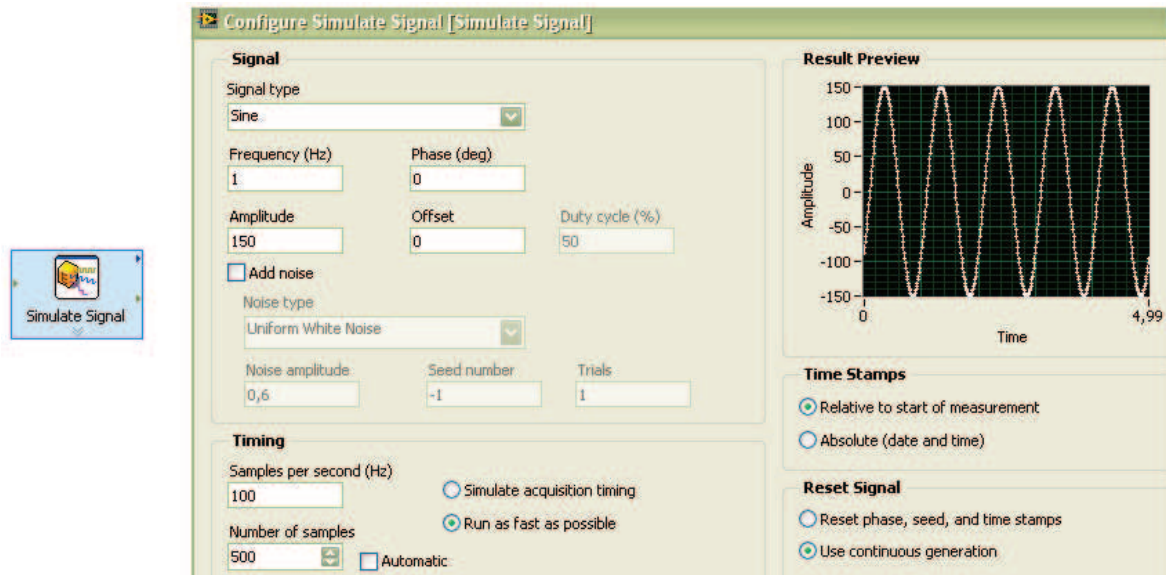 Configure Simulate Signal [Simulate Signal]
Signal
Signal type
Sine
Frequency (Hz) Phase (deg)
1 0
Amplitude Offset Duty cycle (%)
150 0 50
Add noise
Noise type
Uniform White Noise
Noise amplitude Seed number Trials
0,6 -1 1
Timing
Samples per second (Hz)
100
Simulate acquisition timing
Run as fast as possible
Number of samples
500
Automatic
Result Preview
150
100
50
0
-50
-100
-150
Amplitude
0 4,99
Time
Time Stamps
Relative to start of measurement
Absolute (date and time)
Reset Signal
Reset phase, seed, and time stamps
Use continuous generation
Simulate Signal